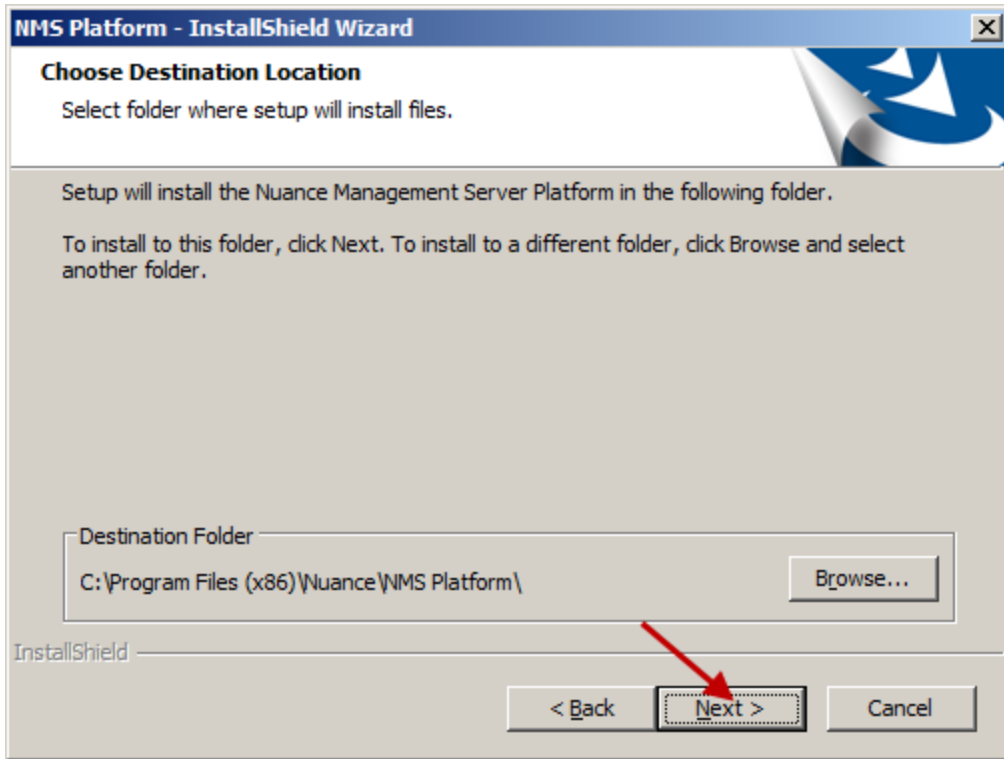 NMS Platform - InstallShield Wizard
Choose Destination Location
Select folder where setup will install files.
Setup will install the Nuance Management Server Platform in the following folder.
To install to this folder, click Next. To install to a different folder, click Browse and select
another folder.
Destination Folder
C:\Program Files (x86)\Nuance\NMS Platform\
Browse...
InstallShield
< Back
Next >
Cancel